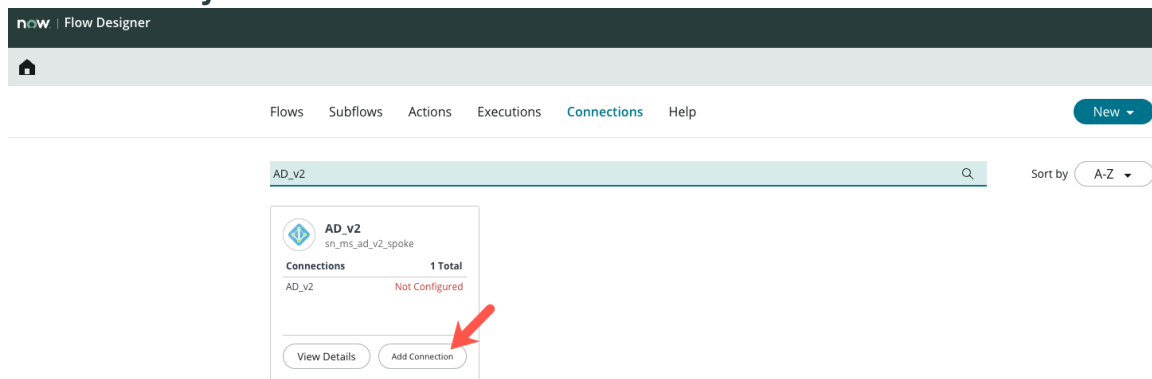 now. | Flow Designer
Flows Subflows Actions Executions Connections Help New
AD_v2 Sort by A-Z
AD_v2
sn_ms_ad_v2_spoke
Connections 1 Total
AD_v2 Not Configured
View Details Add Connection